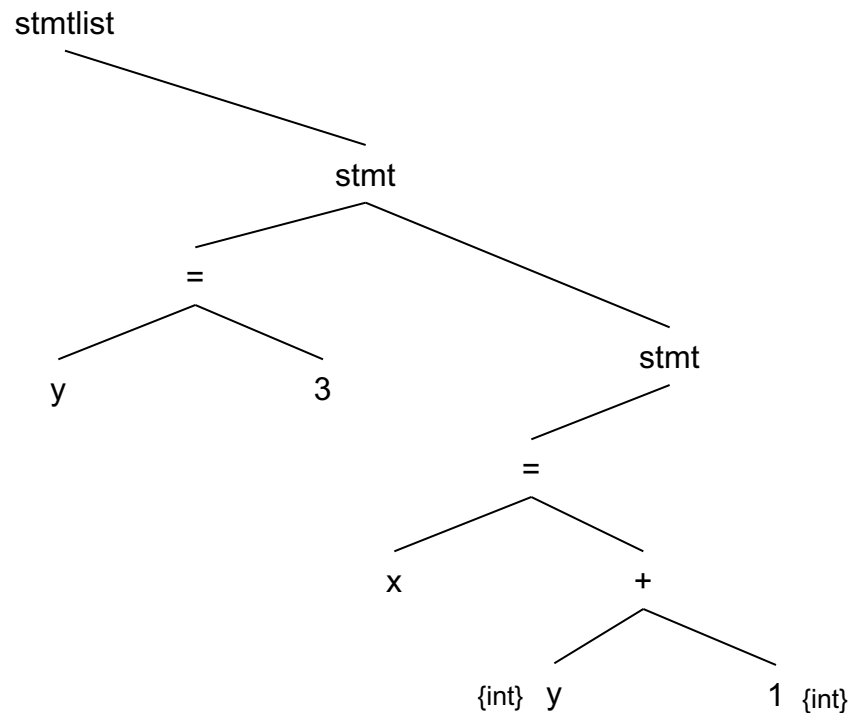 stmtlist
stmt
=
y 3
stmt
=
x +
{int} y 1 {int}